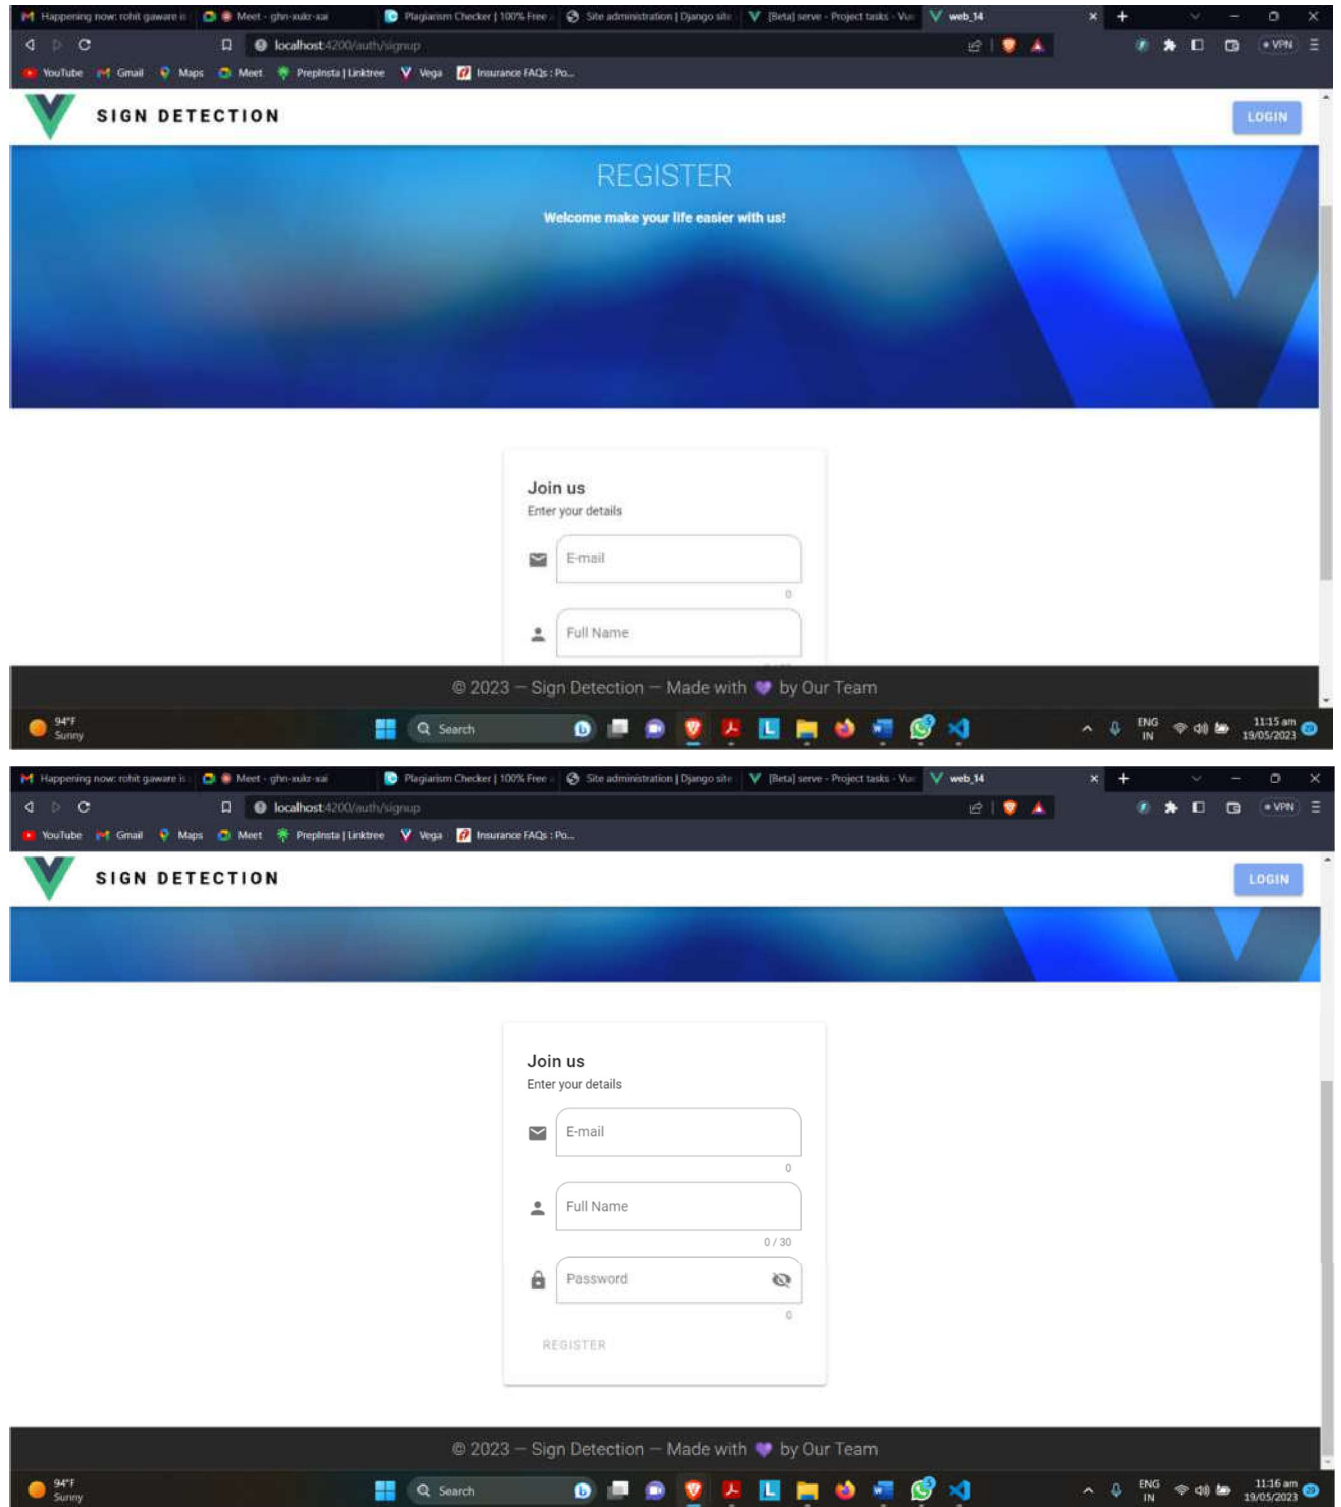 Happening now: rohit gaware is
Meet - ghn-xukr-xai
Plagiarism Checker | 100% Free
Site administration | Django site
[Beta] serve - Project tasks - Vue
web_14
localhost:4200/auth/signup
VPN
YouTube
Gmail
Maps
Meet
PrepInsta | Linktree
Vega
Insurance FAQs : Po...
SIGN DETECTION
LOGIN
REGISTER
Welcome make your life easier with us!
Join us
Enter your details
E-mail
0
Full Name
© 2023 — Sign Detection — Made with 💜 by Our Team
94°F
Sunny
Search
ENG
IN
11:15 am
19/05/2023
Happening now: rohit gaware is
Meet - ghn-xukr-xai
Plagiarism Checker | 100% Free
Site administration | Django site
[Beta] serve - Project tasks - Vue
web_14
localhost:4200/auth/signup
VPN
YouTube
Gmail
Maps
Meet
PrepInsta | Linktree
Vega
Insurance FAQs : Po...
SIGN DETECTION
LOGIN
Join us
Enter your details
E-mail
0
Full Name
0 / 30
Password
0
REGISTER
© 2023 — Sign Detection — Made with 💜 by Our Team
94°F
Sunny
Search
ENG
IN
11:16 am
19/05/2023